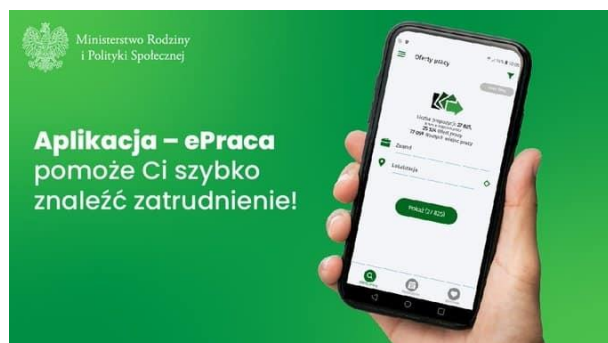 Ministerstwo Rodziny
i Polityki Społecznej
Aplikacja – ePraca
pomoże Ci szybko
znaleźć zatrudnienie!
Oferty pracy
Zawód
Lokalizacja